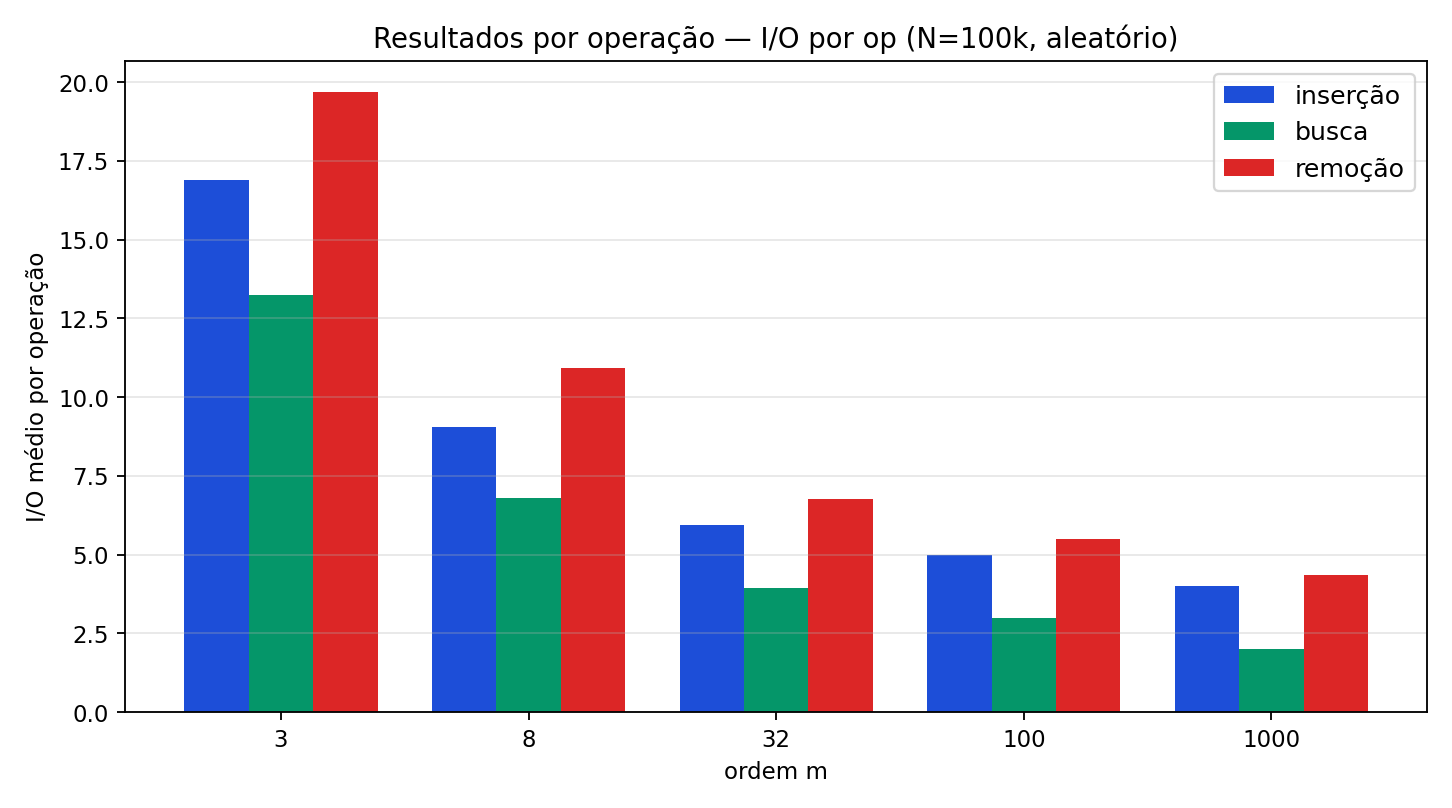 Resultados por operação — I/O por op (N=100k, aleatório)
inserção
busca
remoção
I/O médio por operação
20.0
17.5
15.0
12.5
10.0
7.5
5.0
2.5
0.0
3 8 32 100 1000
ordem m